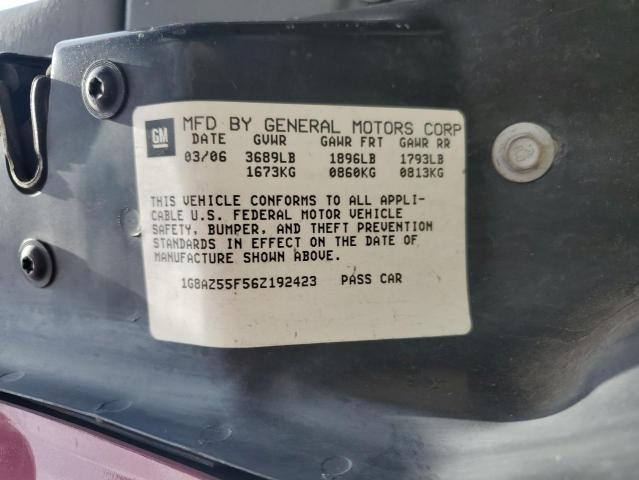 GM
MFD BY GENERAL MOTORS CORP
DATE GVWR GAWR FRT GAWR RR
03/06 3689LB 1896LB 1793LB
1673KG 0860KG 0813KG
THIS VEHICLE CONFORMS TO ALL APPLI-
CABLE U.S. FEDERAL MOTOR VEHICLE
SAFETY, BUMPER, AND THEFT PREVENTION
STANDARDS IN EFFECT ON THE DATE OF
MANUFACTURE SHOWN ABOVE.
1G8AZ55F56Z192423 PASS CAR